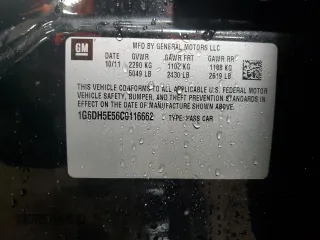 GM
MFD BY GENERAL MOTORS LLC
DATE GVWR GAWR FRT GAWR RR
10/11 2290 KG 1102 KG 1188 KG
5049 LB 2430 LB 2619 LB
THIS VEHICLE CONFORMS TO ALL APPLICABLE U.S. FEDERAL MOTOR
VEHICLE SAFETY, BUMPER, AND THEFT PREVENTION STANDARDS
IN EFFECT ON THE DATE OF MANUFACTURE SHOWN ABOVE.
1G6DH5E56C0116662 TYPE: PASS CAR